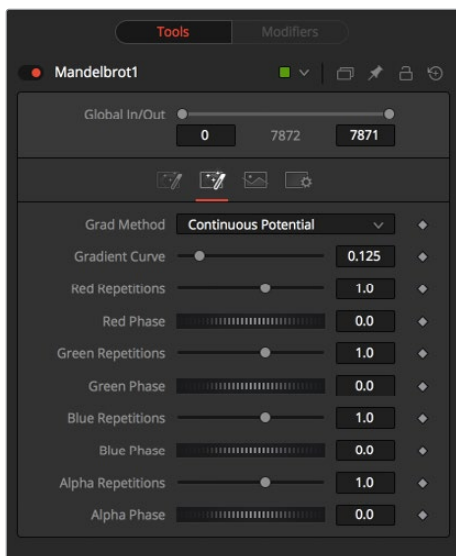 Tools Modifiers
Mandelbrot1
Global In/Out
0 7872 7871
Grad Method Continuous Potential
Gradient Curve 0.125
Red Repetitions 1.0
Red Phase 0.0
Green Repetitions 1.0
Green Phase 0.0
Blue Repetitions 1.0
Blue Phase 0.0
Alpha Repetitions 1.0
Alpha Phase 0.0